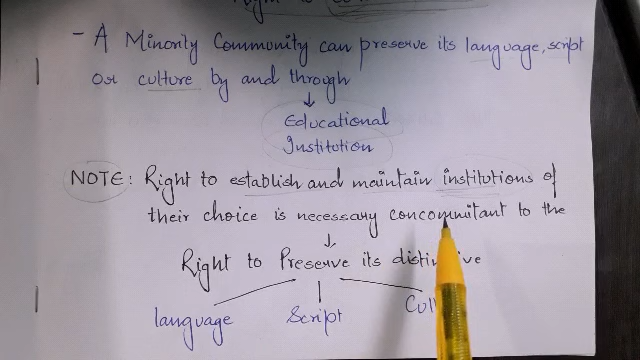 - A Minority Community can preserve its language, script
or culture by and through
Educational
Institution
NOTE: Right to establish and maintain institutions of
their choice is necessary concomitant to the
Right to Preserve its
language Script